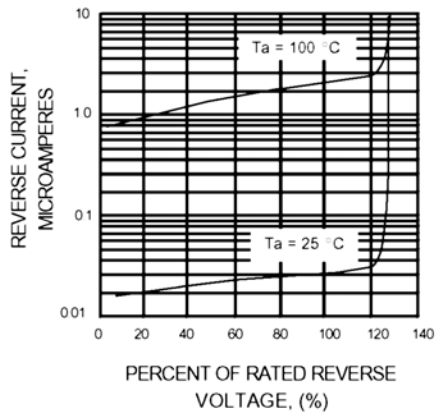 REVERSE CURRENT,
MICROAMPERES
10
1.0
0.1
0.01
Ta = 100 °C
Ta = 25 °C
0 20 40 60 80 100 120 140
PERCENT OF RATED REVERSE
VOLTAGE, (%)